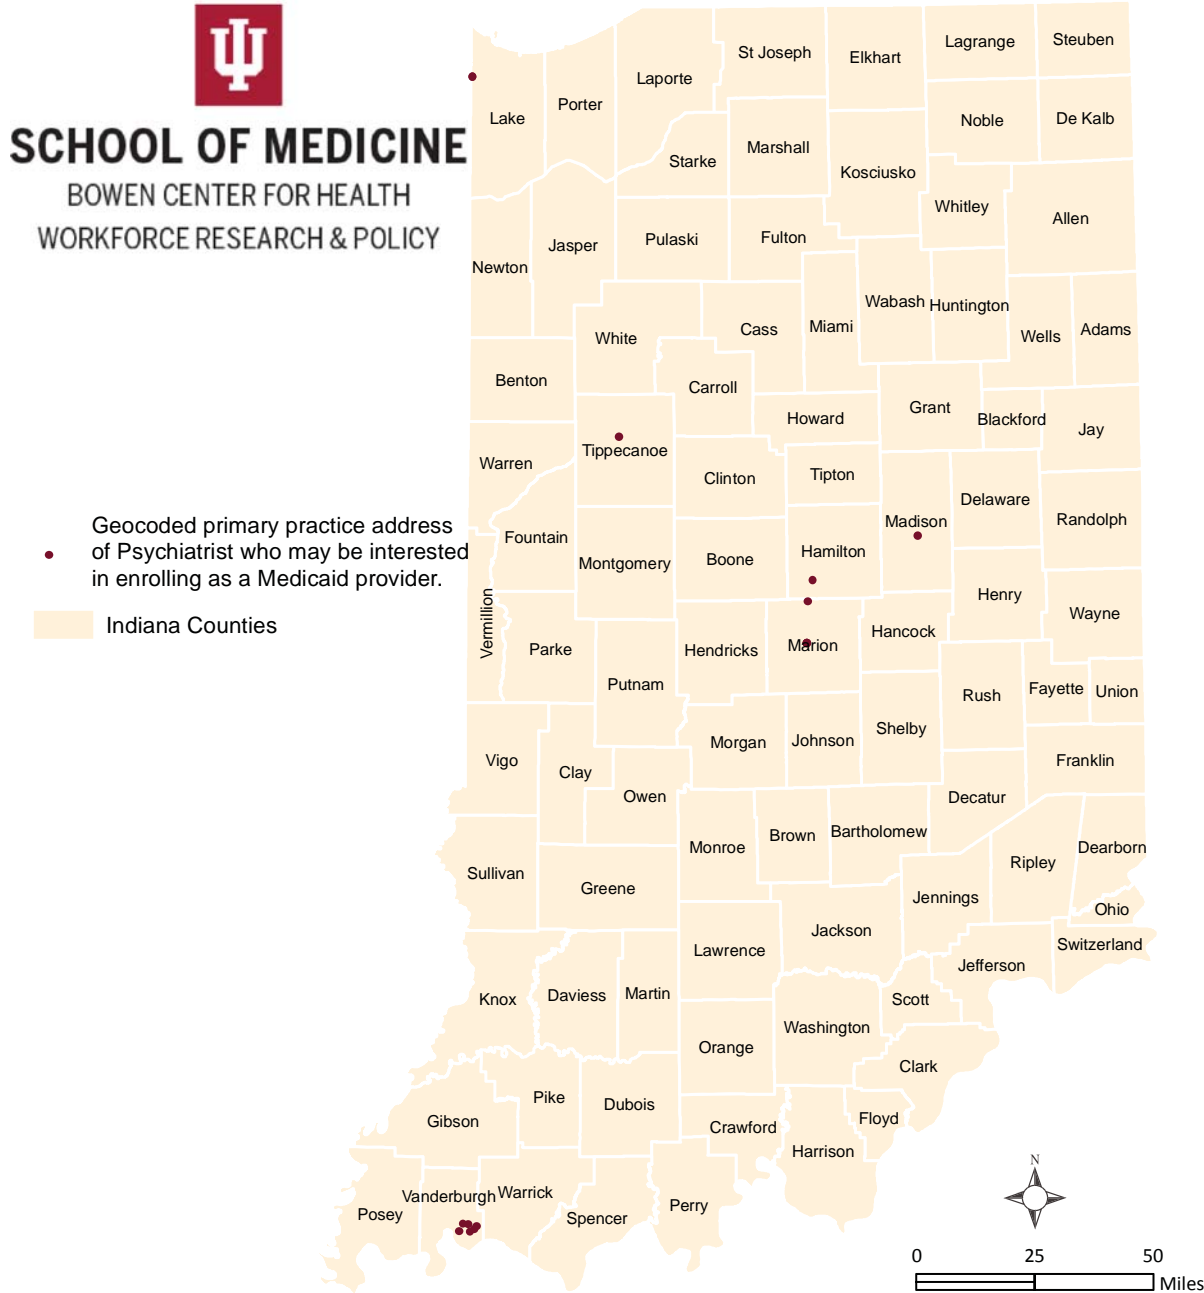 SCHOOL OF MEDICINE
BOWEN CENTER FOR HEALTH
WORKFORCE RESEARCH & POLICY
Geocoded primary practice address
of Psychiatrist who may be interested
in enrolling as a Medicaid provider.
Indiana Counties
St Joseph
Elkhart
Lagrange
Steuben
Laporte
Porter
Lake
Noble
De Kalb
Starke
Marshall
Kosciusko
Whitley
Allen
Newton
Jasper
Pulaski
Fulton
White
Cass
Miami
Wabash
Huntington
Wells
Adams
Benton
Carroll
Howard
Grant
Blackford
Jay
Warren
Tippecanoe
Clinton
Tipton
Madison
Delaware
Randolph
Fountain
Montgomery
Boone
Hamilton
Henry
Wayne
Vermillion
Parke
Putnam
Hendricks
Marion
Hancock
Rush
Fayette
Union
Vigo
Clay
Owen
Morgan
Johnson
Shelby
Franklin
Decatur
Sullivan
Greene
Monroe
Brown
Bartholomew
Jennings
Ripley
Dearborn
Ohio
Switzerland
Knox
Daviess
Martin
Lawrence
Jackson
Jefferson
Scott
Washington
Orange
Clark
Gibson
Pike
Dubois
Crawford
Floyd
Harrison
Posey
Vanderburgh
Warrick
Spencer
Perry
N
0 25 50
Miles